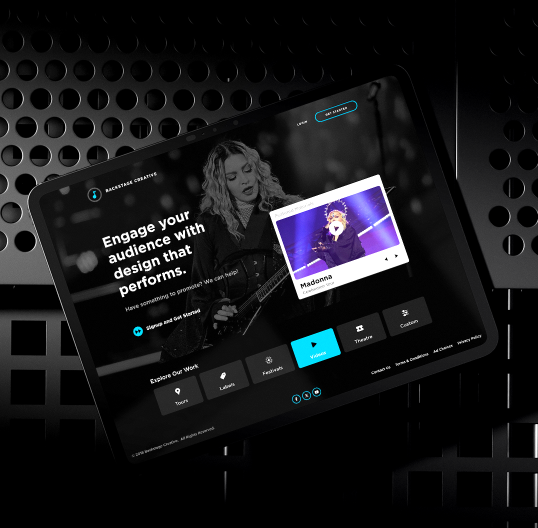 BACKSTAGE CREATIVE
LOGIN
GET STARTED
Engage your
audience with
design that
performs.
Have something to promote? We can help!
Signup and Get Started
Madonna
Explore Our Work
Tours
Labels
Festivals
Videos
Theatre
Custom
Contact Us
Terms & Conditions
Ad Choices
Privacy Policy
© 2018 Backstage Creative. All Rights Reserved.